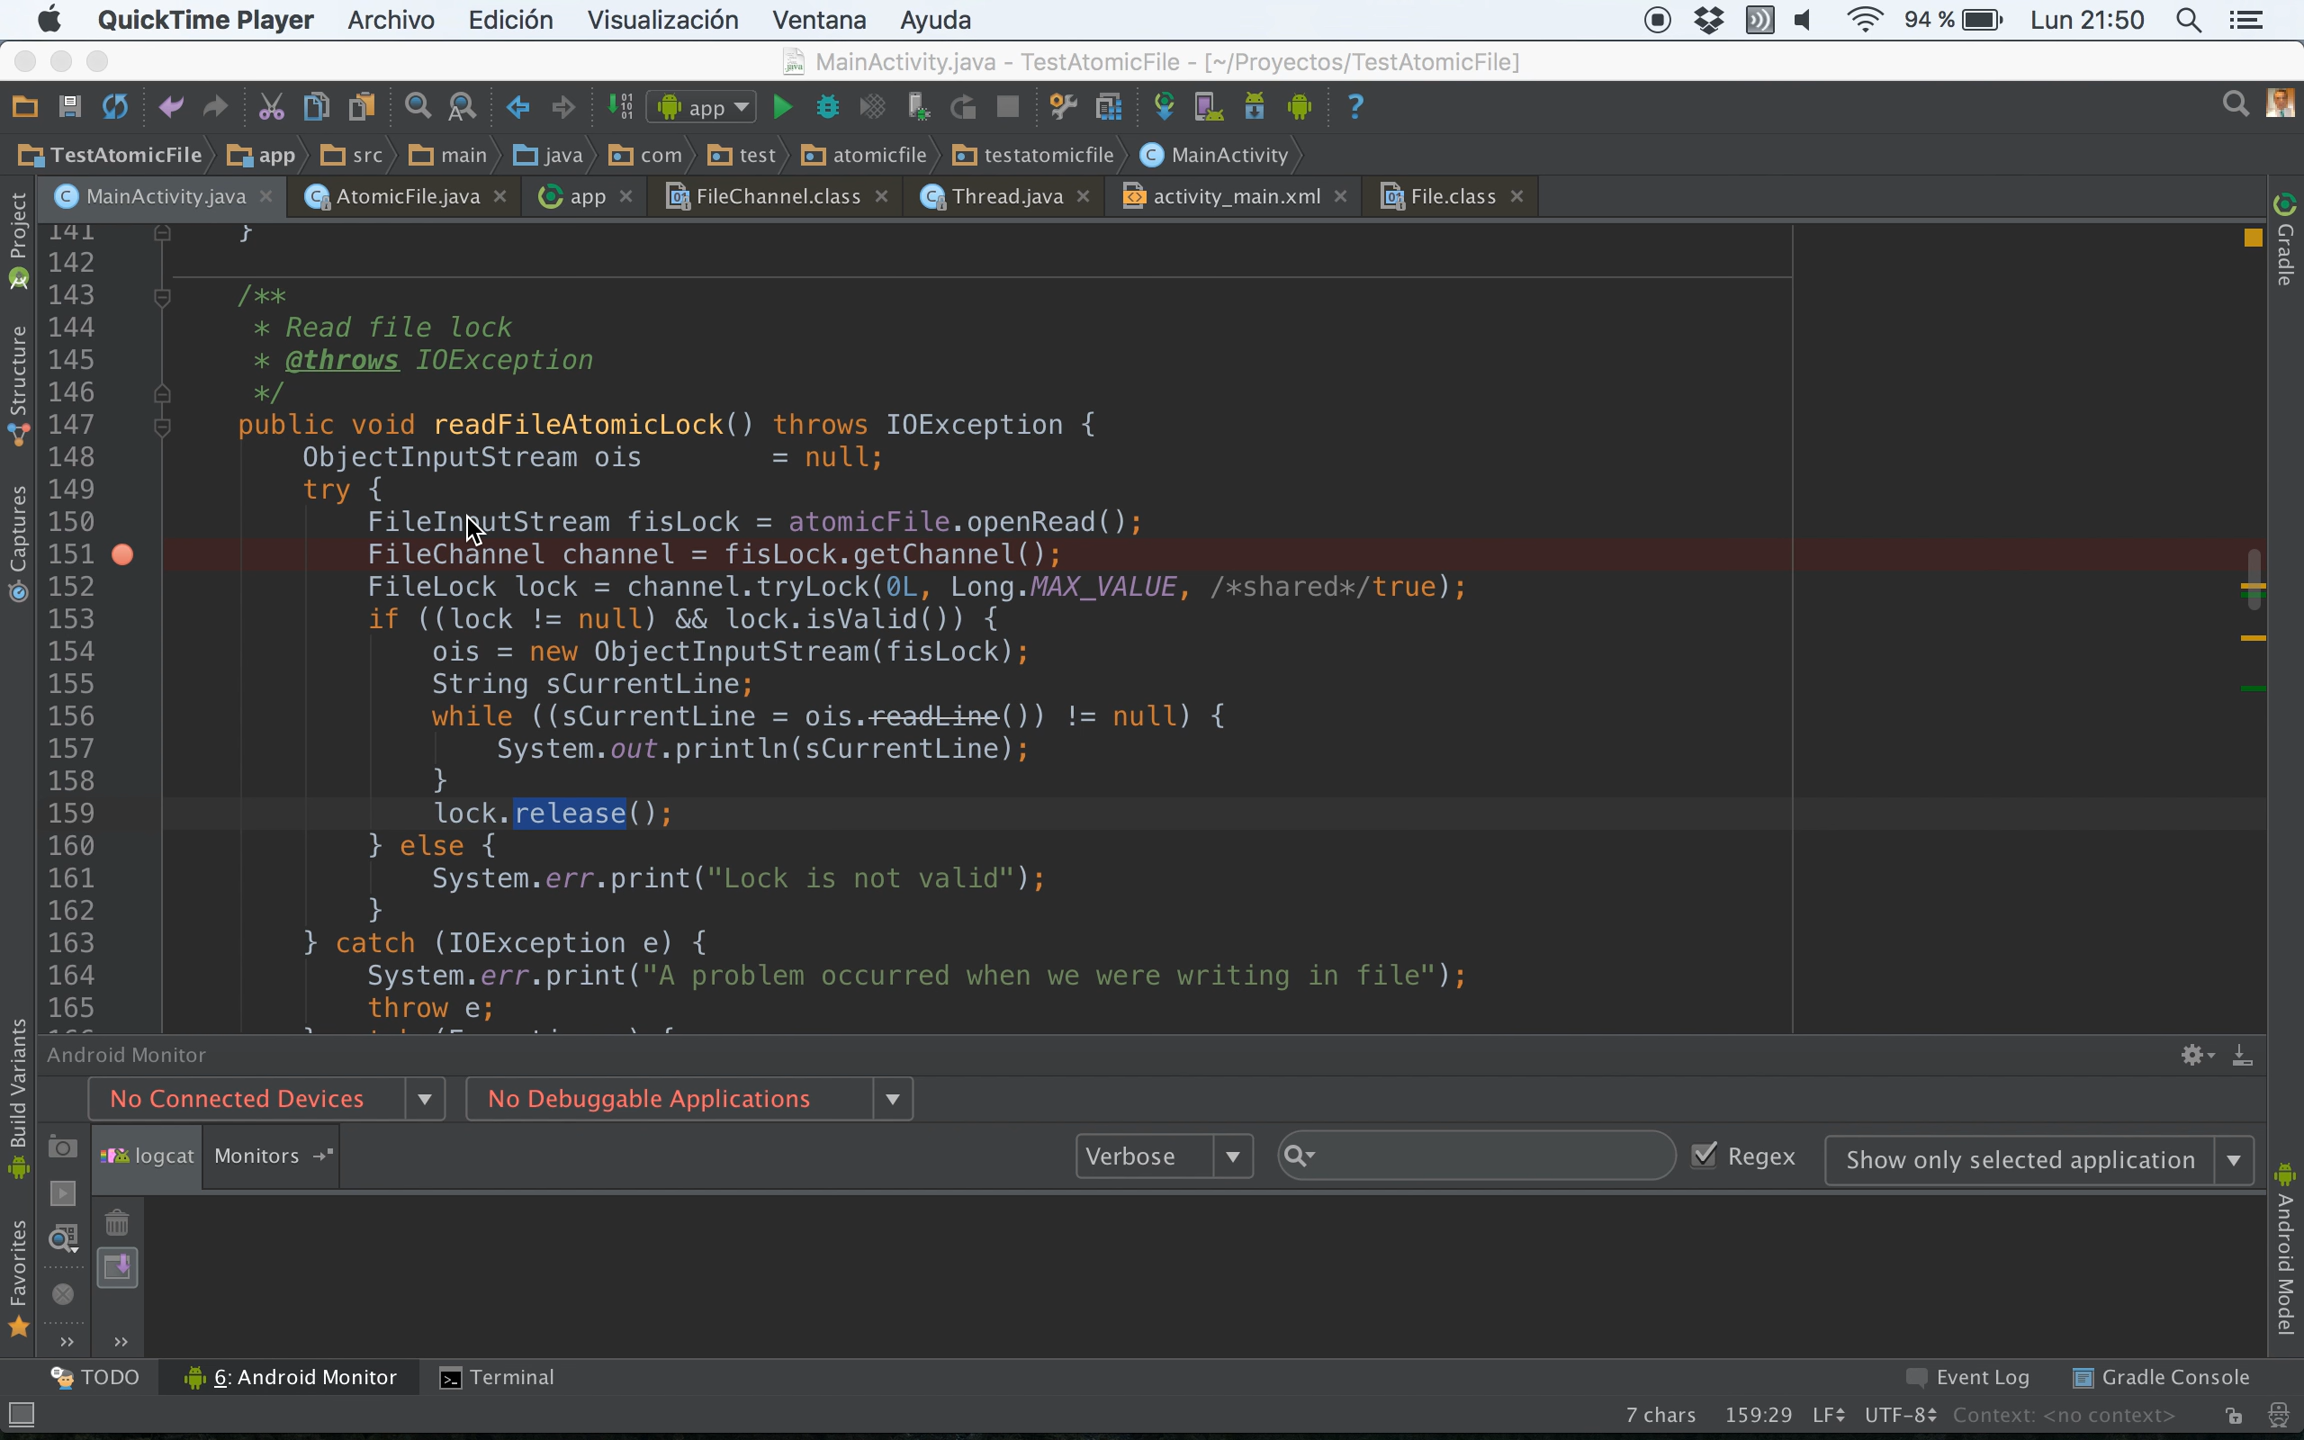 QuickTime Player Archivo Edición Visualización Ventana Ayuda 94 % Lun 21:50
MainActivity.java - TestAtomicFile - [~/Proyectos/TestAtomicFile]
app
TestAtomicFile app src main java com test atomicfile testatomicfile MainActivity
MainActivity.java AtomicFile.java app FileChannel.class Thread.java activity_main.xml File.class
Project
Structure
Captures
Build Variants
Favorites
Gradle
Android Model
141 }
142
143 /**
144 * Read file lock
145 * @throws IOException
146 */
147 public void readFileAtomicLock() throws IOException {
148 ObjectInputStream ois = null;
149 try {
150 FileInputStream fisLock = atomicFile.openRead();
151 FileChannel channel = fisLock.getChannel();
152 FileLock lock = channel.tryLock(0L, Long.MAX_VALUE, /*shared*/true);
153 if ((lock != null) && lock.isValid()) {
154 ois = new ObjectInputStream(fisLock);
155 String sCurrentLine;
156 while ((sCurrentLine = ois.readLine()) != null) {
157 System.out.println(sCurrentLine);
158 }
159 lock.release();
160 } else {
161 System.err.print("Lock is not valid");
162 }
163 } catch (IOException e) {
164 System.err.print("A problem occurred when we were writing in file");
165 throw e;
Android Monitor
No Connected Devices No Debuggable Applications
logcat Monitors Verbose Regex Show only selected application
TODO 6: Android Monitor Terminal Event Log Gradle Console
7 chars 159:29 LF UTF-8 Context: <no context>